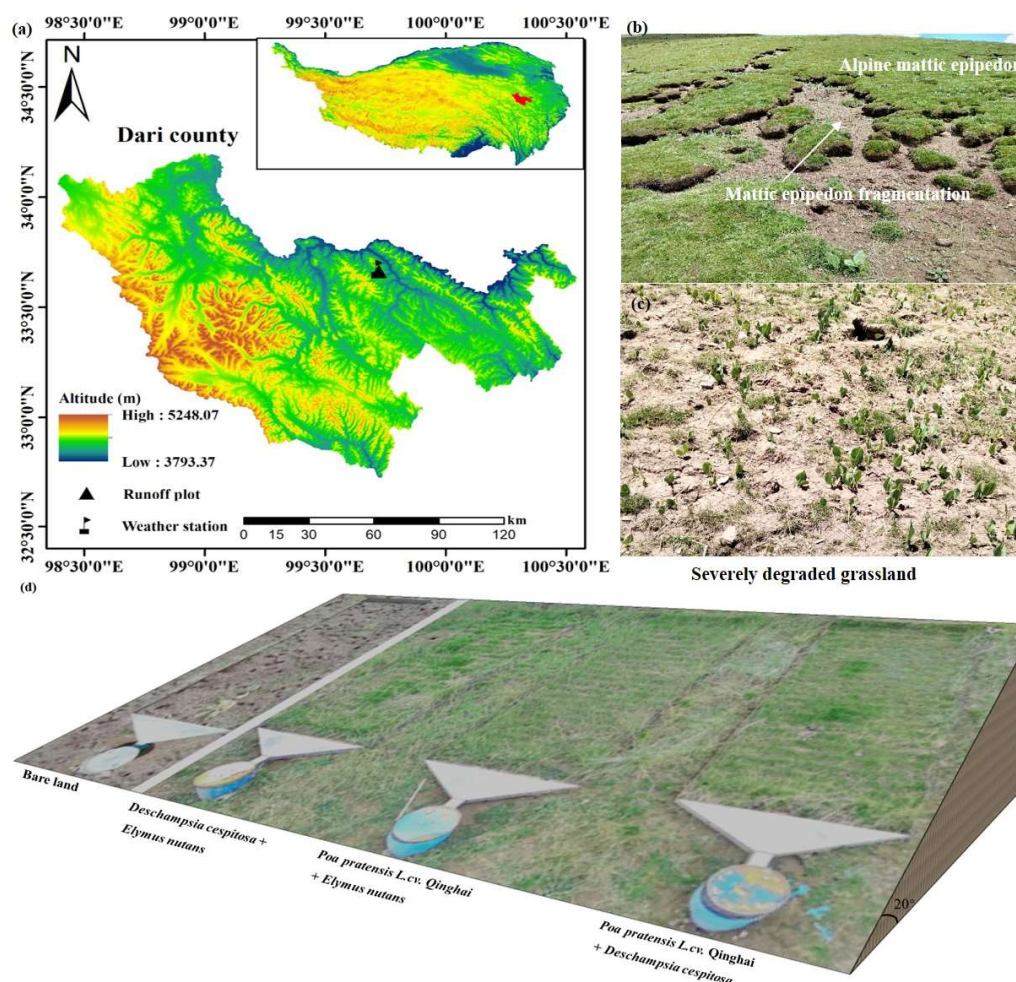 (a)
98°30'0"E 99°0'0"E 99°30'0"E 100°0'0"E 100°30'0"E
N
Dari county
34°30'0"N
34°0'0"N
33°30'0"N
33°0'0"N
32°30'0"N
Altitude (m)
High : 5248.07
Low : 3793.37
Runoff plot
Weather station
km
0 15 30 60 90 120
98°30'0"E 99°0'0"E 99°30'0"E 100°0'0"E 100°30'0"E
(b)
Alpine mattic epipedon
Mattic epipedon fragmentation
(c)
Severely degraded grassland
(d)
Bare land
Deschampsia cespitosa +
Elymus nutans
Poa pratensis L.cv. Qinghai
+ Elymus nutans
Poa pratensis L.cv. Qinghai
+ Deschampsia cespitosa
20°